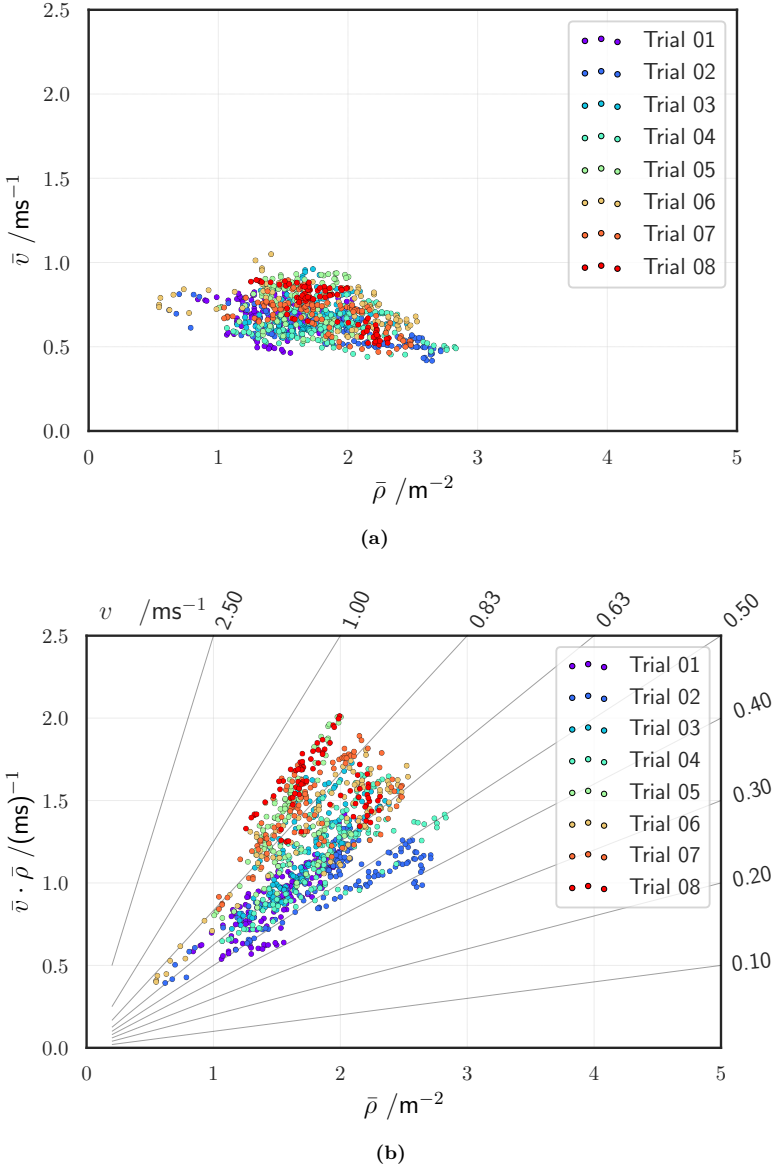 2.5
2.0
1.5
1.0
0.5
0.0
v̄ /ms⁻¹
Trial 01
Trial 02
Trial 03
Trial 04
Trial 05
Trial 06
Trial 07
Trial 08
0 1 2 3 4 5
ρ̄ /m⁻²
(a)
v /ms⁻¹ 2.50 1.00 0.83 0.63 0.50
0.40
0.30
0.20
0.10
2.5
2.0
1.5
1.0
0.5
0.0
v̄ · ρ̄ /(ms)⁻¹
Trial 01
Trial 02
Trial 03
Trial 04
Trial 05
Trial 06
Trial 07
Trial 08
0 1 2 3 4 5
ρ̄ /m⁻²
(b)